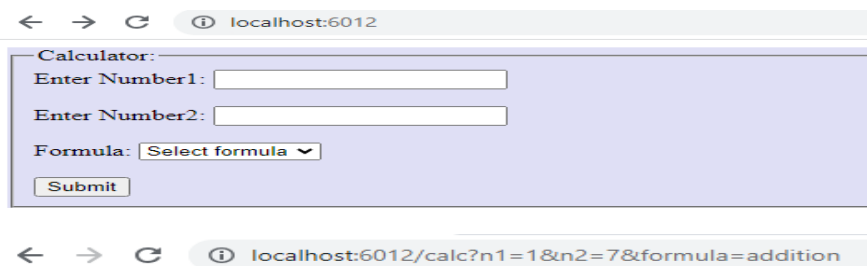 localhost:6012
Calculator:
Enter Number1:
Enter Number2:
Formula: Select formula
Submit
localhost:6012/calc?n1=1&n2=7&formula=addition